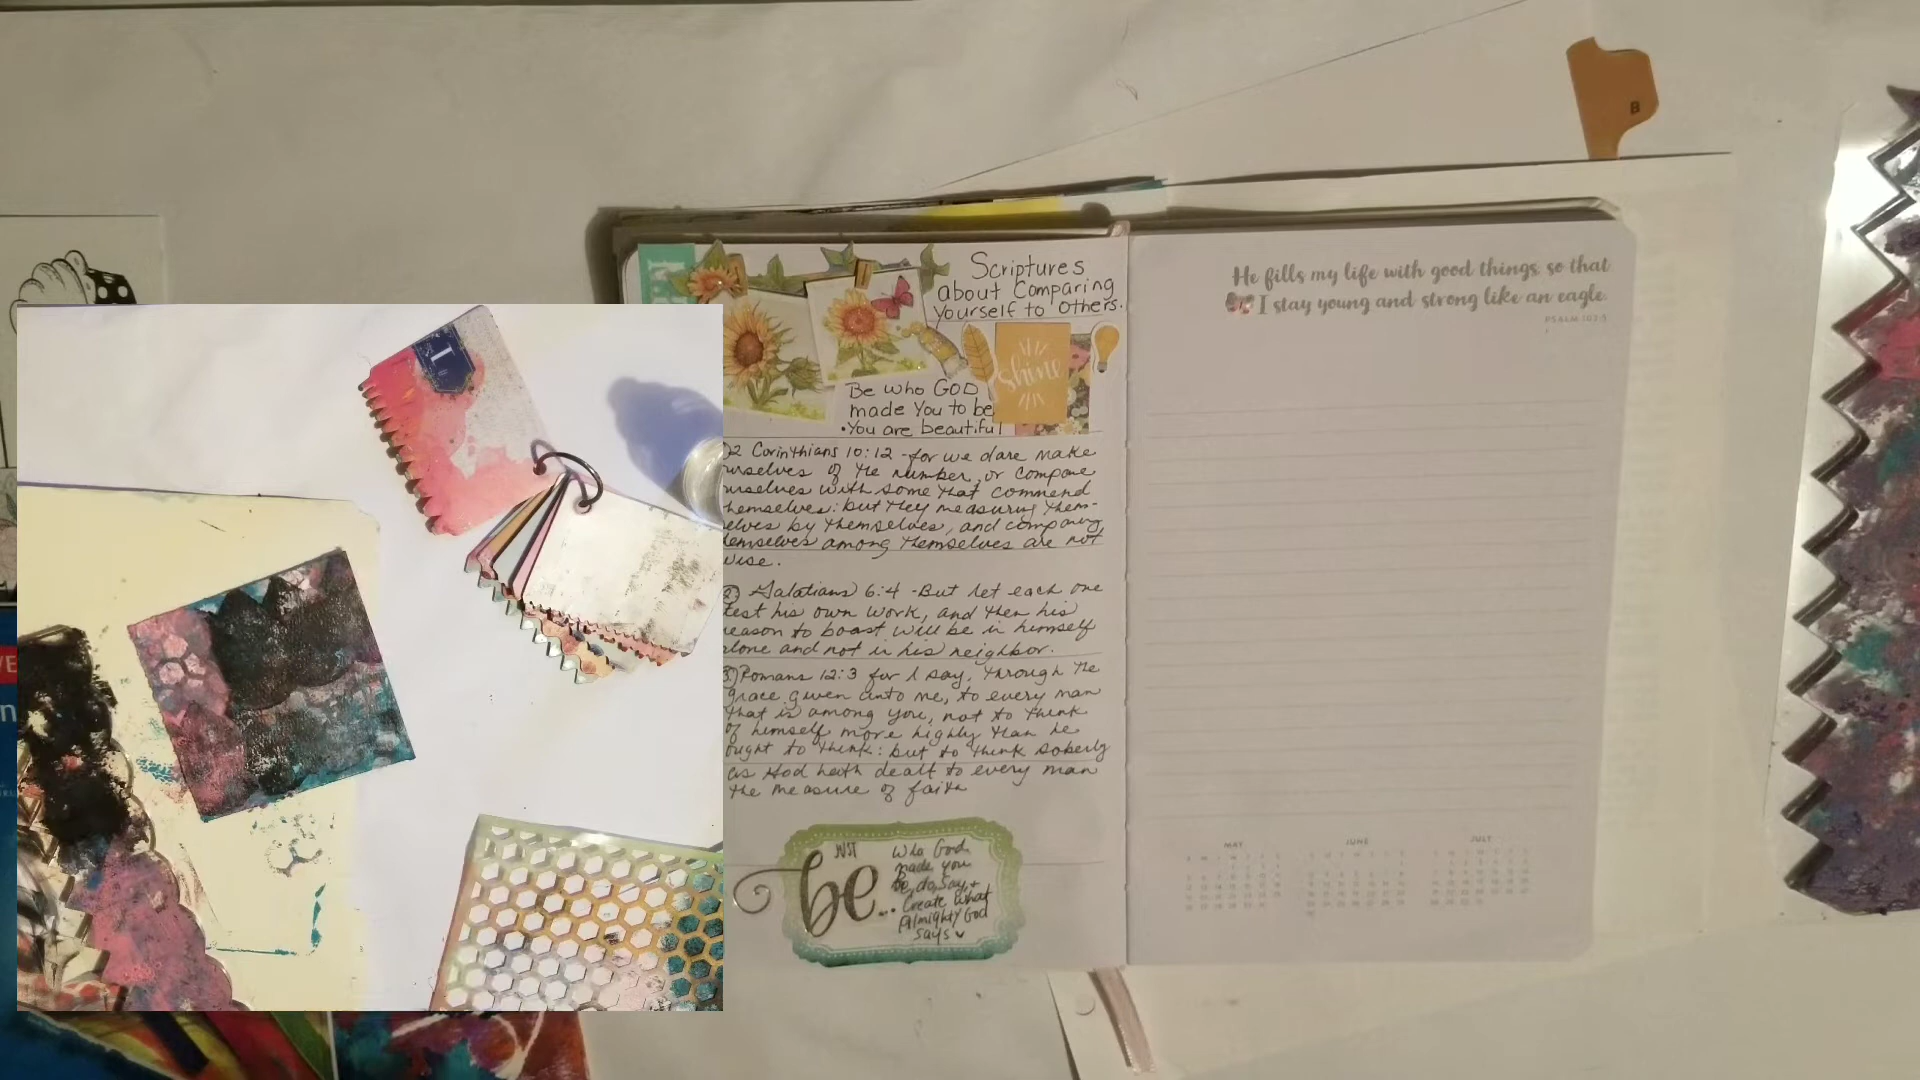 Scriptures
about Comparing
Yourself to Others.
shine
Be who GOD
made You to be
•You are beautiful
2 Corinthians 10:12 -for we dare make
urselves of the number, or compare
urselves with some that commend
hemselves: but they measuring them-
elves by themselves, and comparing
hemselves among themselves are not
wise.
Galatians 6:4 -But let each one
test his own work, and then his
reason to boast will be in himself
alone and not in his neighbor.
3) Romans 12:3 for I say, through the
grace given unto me, to every man
that is among you, not to think
of himself more highly than he
ought to think: but to think soberly
as God hath dealt to every man
the measure of faith
JUST
be...
Who God
made you
Be, do, say, +
Create what
Almighty God
says
He fills my life with good things, so that
I stay young and strong like an eagle.
PSALM 103:5
MAY
JUNE
JULY
B
L